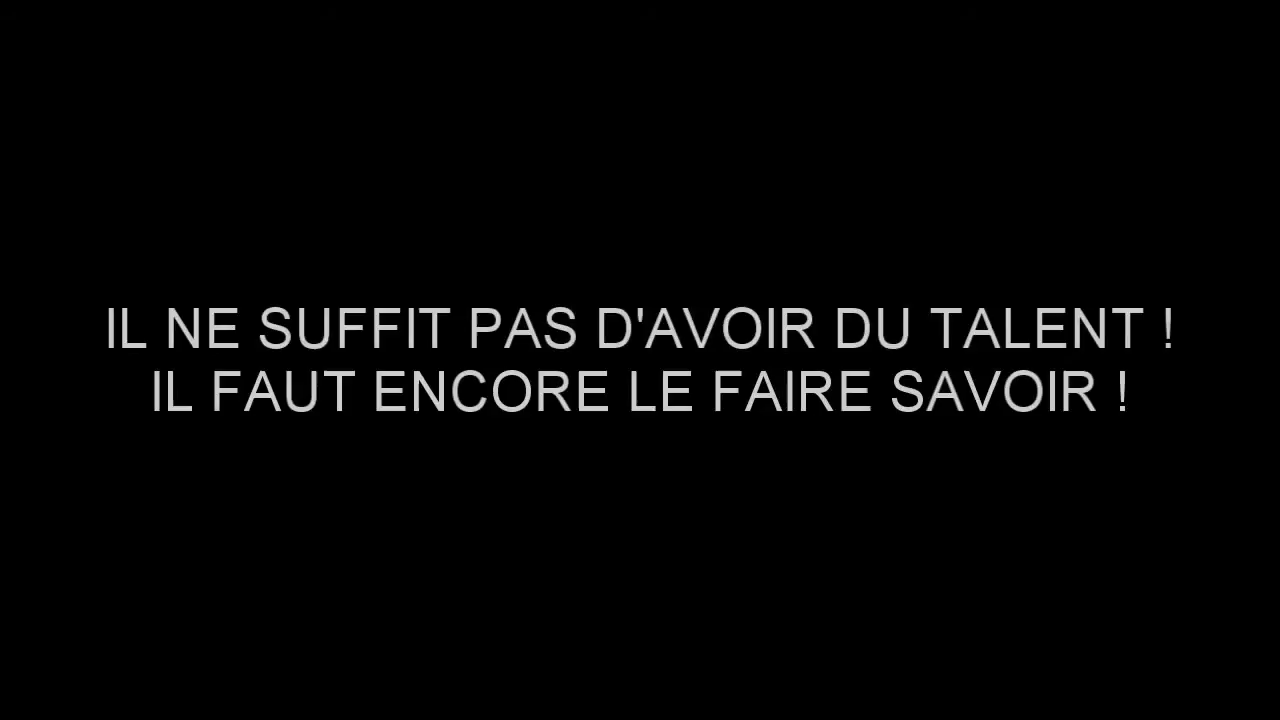 IL NE SUFFIT PAS D'AVOIR DU TALENT !
IL FAUT ENCORE LE FAIRE SAVOIR !